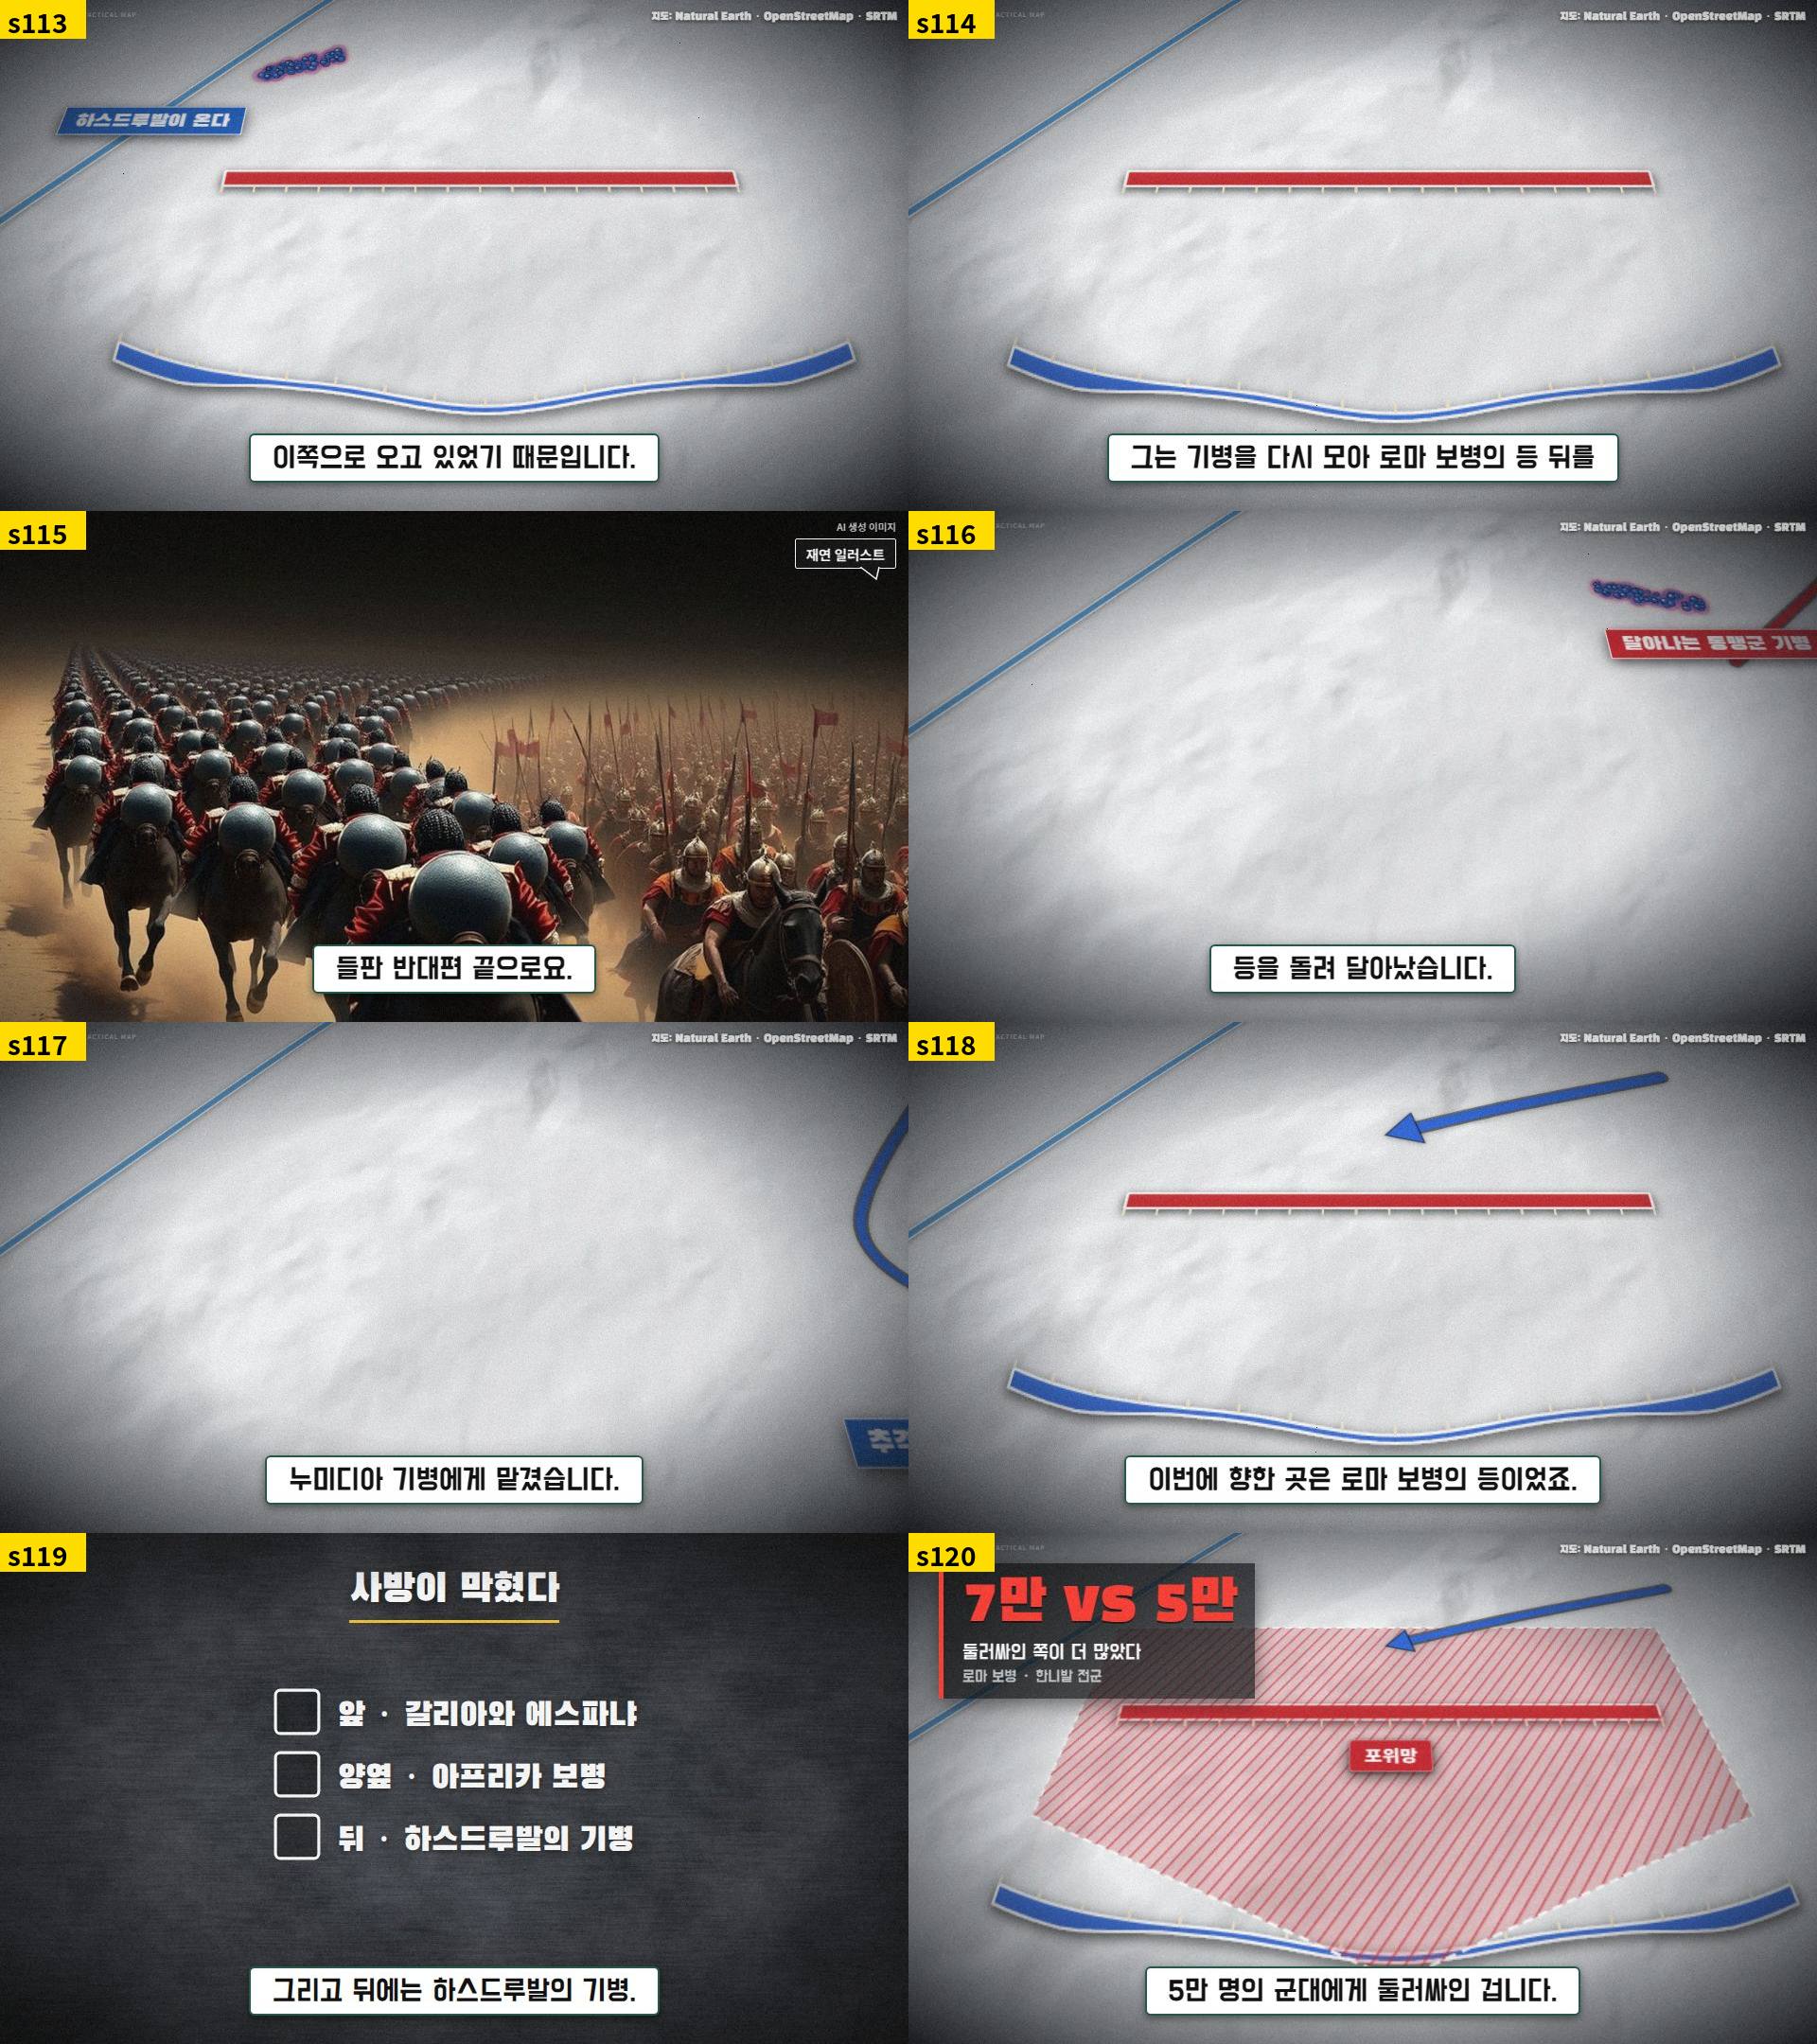 s113
지도: Natural Earth · OpenStreetMap · SRTM
하스드루발이 온다
이쪽으로 오고 있었기 때문입니다.
s114
지도: Natural Earth · OpenStreetMap · SRTM
그는 기병을 다시 모아 로마 보병의 등 뒤를
s115
AI 생성 이미지
재연 일러스트
들판 반대편 끝으로요.
s116
지도: Natural Earth · OpenStreetMap · SRTM
달아나는 동맹군 기병
등을 돌려 달아났습니다.
s117
지도: Natural Earth · OpenStreetMap · SRTM
추격
누미디아 기병에게 맡겼습니다.
s118
지도: Natural Earth · OpenStreetMap · SRTM
이번에 향한 곳은 로마 보병의 등이었죠.
s119
사방이 막혔다
앞 · 갈리아와 에스파냐
양옆 · 아프리카 보병
뒤 · 하스드루발의 기병
그리고 뒤에는 하스드루발의 기병.
s120
지도: Natural Earth · OpenStreetMap · SRTM
7만 VS 5만
둘러싸인 쪽이 더 많았다
로마 보병 · 한니발 전군
포위망
5만 명의 군대에게 둘러싸인 겁니다.